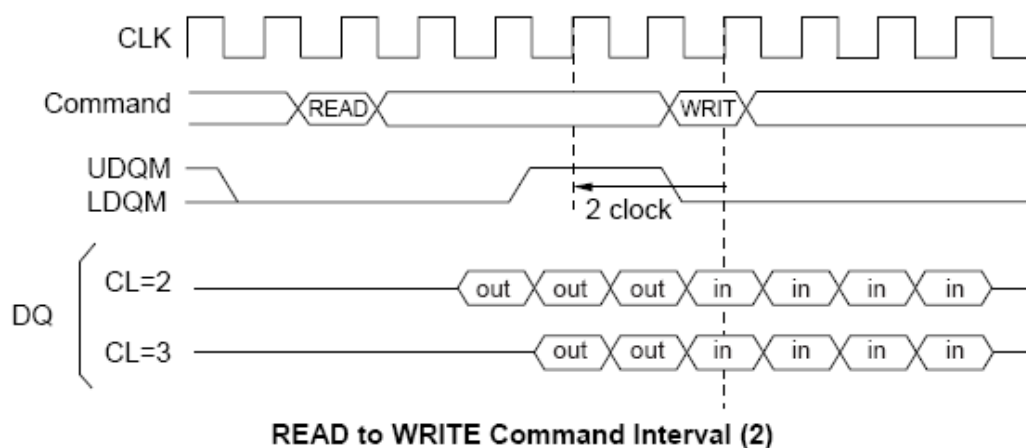 CLK
Command READ WRIT
UDQM
LDQM
2 clock
DQ
CL=2 out out out in in in in
CL=3 out out in in in in
READ to WRITE Command Interval (2)